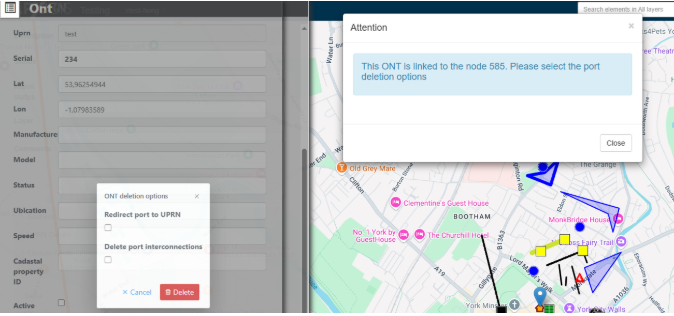 Ont
Search elements in All layers
Uprn
test
Serial
234
Lat
53,96254944
Lon
-1,07983589
Manufacture
Model
Status
Ubication
Speed
Cadastal
property
ID
Active
ONT deletion options
×
Redirect port to UPRN
Delete port interconnections
× Cancel
Delete
Attention
×
This ONT is linked to the node 585. Please select the port
deletion options
Close
Water Ln
s4Pets
Old Grey Mare
Clifton
Burton Stone
The Grange
Clementine's Guest House
BOOTHAM
MonkBridge House
No. 1 York by
GuestHouse
The Churchill Hotel
B1363
A19
Gillygate
Lord Mayor's Walk
ss Fairy Trail
A1036
York Minster
York City Walls